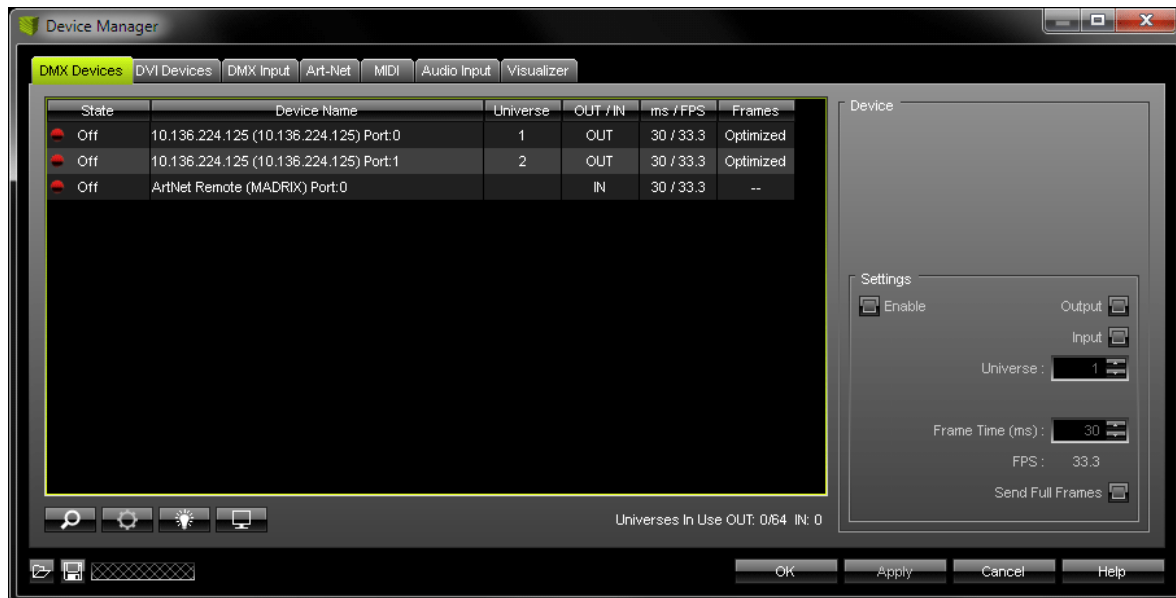 Device Manager
DMX Devices DVI Devices DMX Input Art-Net MIDI Audio Input Visualizer
State Device Name Universe OUT / IN ms / FPS Frames
Off 10.136.224.125 (10.136.224.125) Port:0 1 OUT 30 / 33.3 Optimized
Off 10.136.224.125 (10.136.224.125) Port:1 2 OUT 30 / 33.3 Optimized
Off ArtNet Remote (MADRIX) Port:0 IN 30 / 33.3 --
Universes In Use OUT: 0/64 IN: 0
Device
Settings
Enable Output
Input
Universe : 1
Frame Time (ms) : 30
FPS : 33.3
Send Full Frames
OK Apply Cancel Help